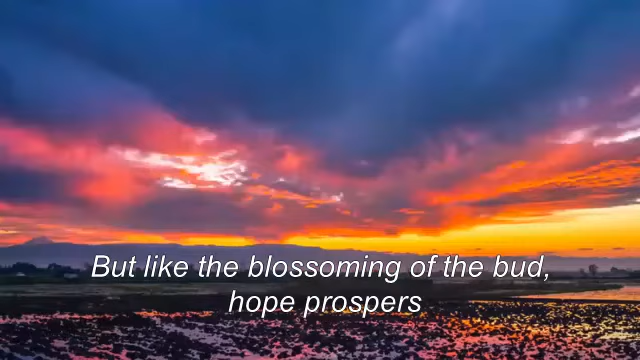 But like the blossoming of the bud,
hope prospers